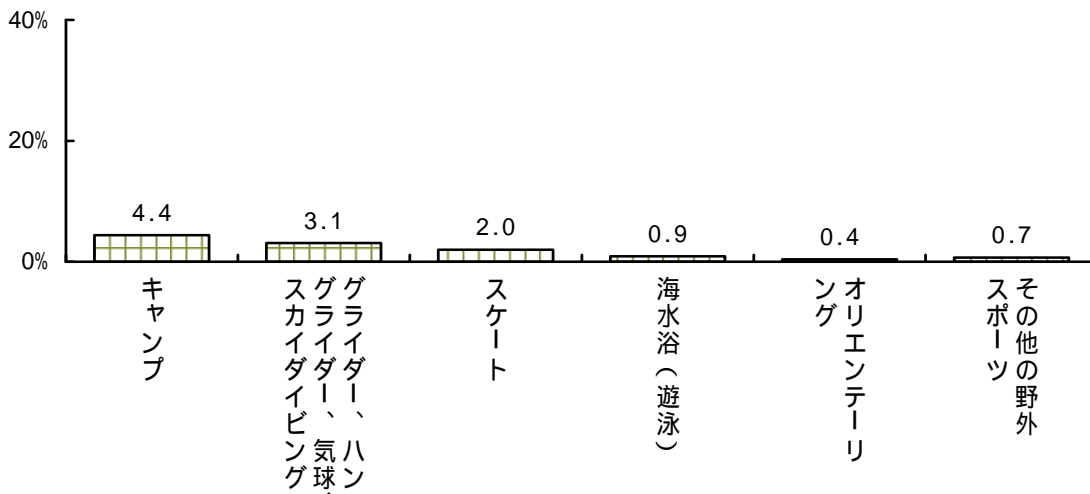 40%
20%
0%
4.4
3.1
2.0
0.9
0.4
0.7
キャンプ
グライダー、ハン
グライダー、気球、
スカイダイビング
スケート
海水浴（遊泳）
オリエンテーリ
ング
その他の野外
スポーツ